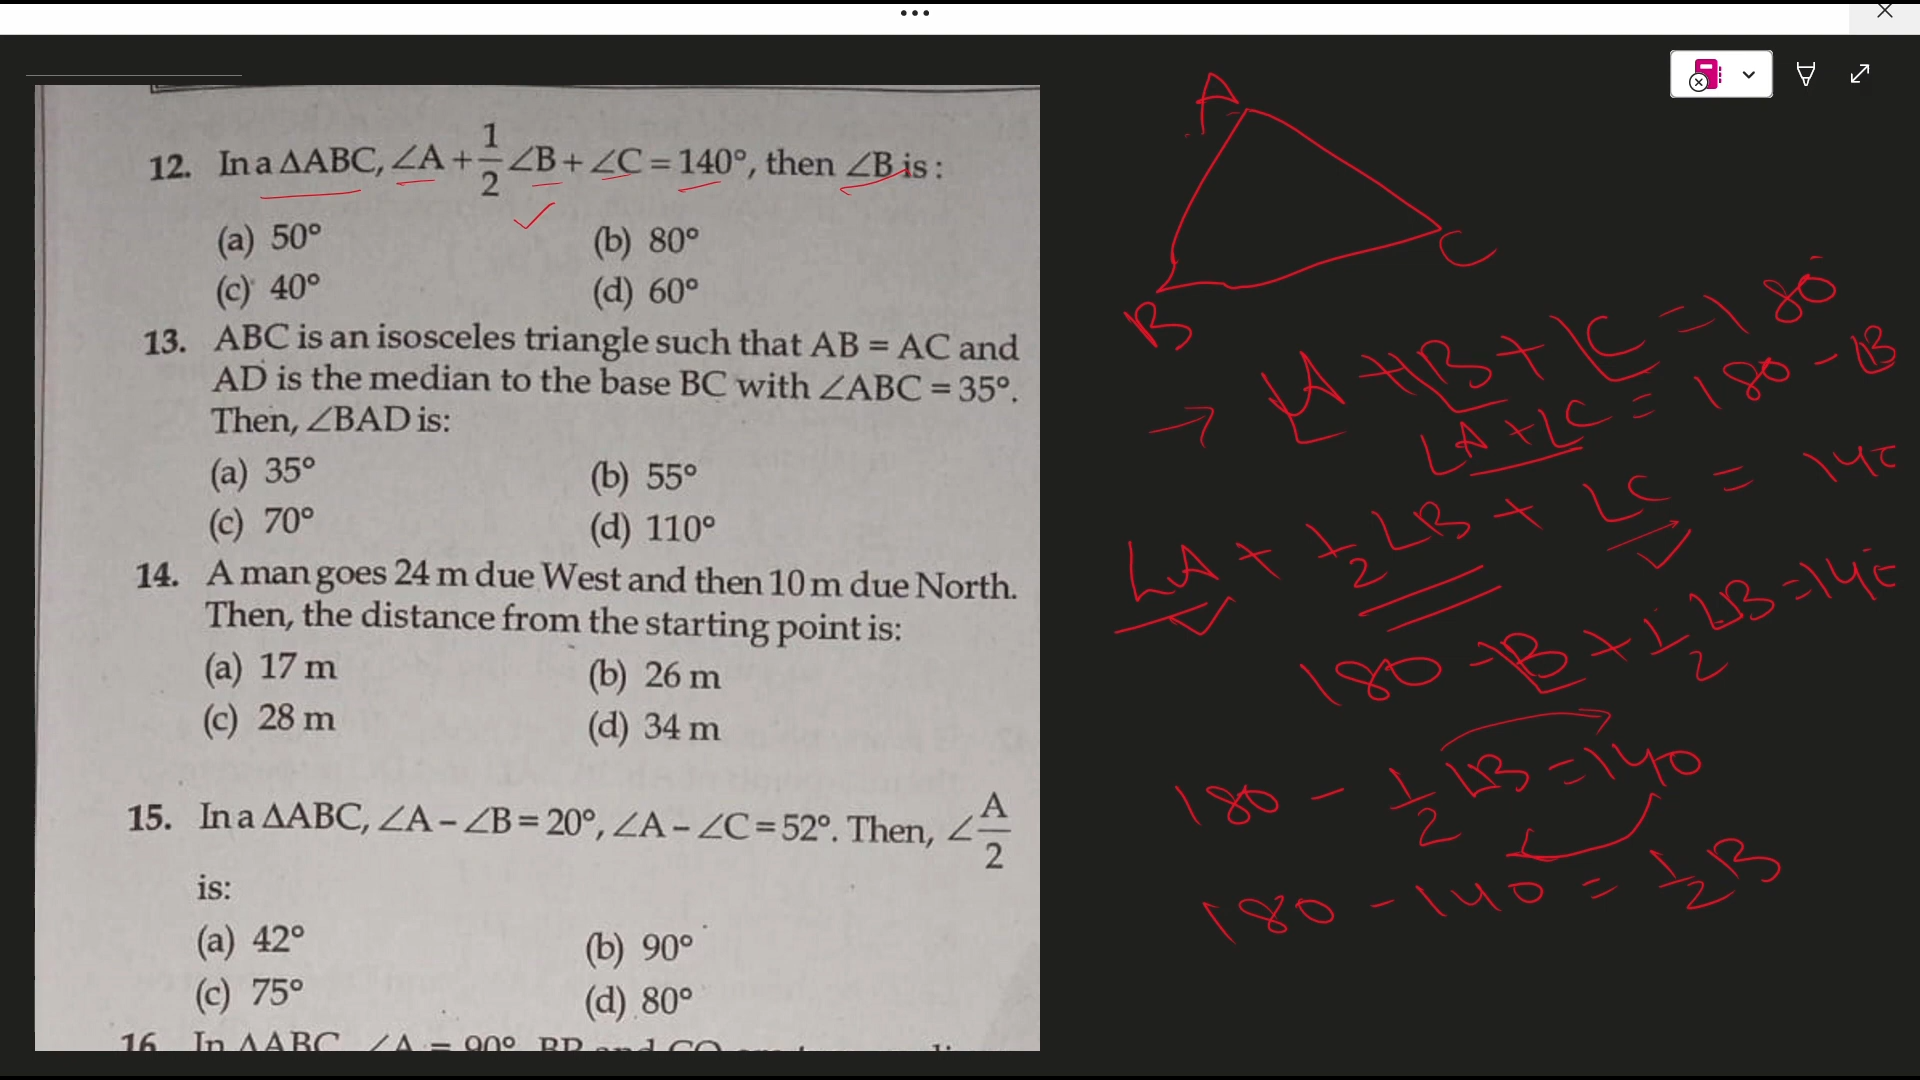 12. In a ΔABC, ∠A + 1/2 ∠B + ∠C = 140°, then ∠B is :
(a) 50° (b) 80°
(c) 40° (d) 60°
13. ABC is an isosceles triangle such that AB = AC and
AD is the median to the base BC with ∠ABC = 35°.
Then, ∠BAD is:
(a) 35° (b) 55°
(c) 70° (d) 110°
14. A man goes 24 m due West and then 10 m due North.
Then, the distance from the starting point is:
(a) 17 m (b) 26 m
(c) 28 m (d) 34 m
15. In a ΔABC, ∠A – ∠B = 20°, ∠A – ∠C = 52°. Then, ∠A/2
is:
(a) 42° (b) 90°
(c) 75° (d) 80°
16 In ΔABC ∠A = 90°
A
B
C
→ ∠A + ∠B + ∠C = 180°
∠A + ∠C = 180 – ∠B
∠A + 1/2 ∠B + ∠C = 140
180 – ∠B + 1/2 ∠B = 140
180 – 1/2 ∠B = 140
180 – 140 = 1/2 B